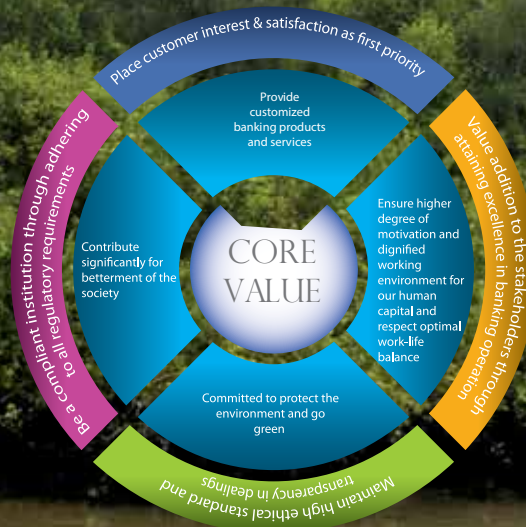 Place customer interest & satisfaction as first priority
Provide
customized
banking products
and services
Value addition to the stakeholders through
attaining excellence in banking operation
Ensure higher
degree of
motivation and
dignified
working
environment for
our human
capital and
respect optimal
work-life
balance
CORE
VALUE
Be a compliant institution through adhering
to all regulatory requirements
Contribute
significantly for
betterment of the
society
Committed to protect the
environment and go
green
Maintain high ethical standard and
transparency in dealings